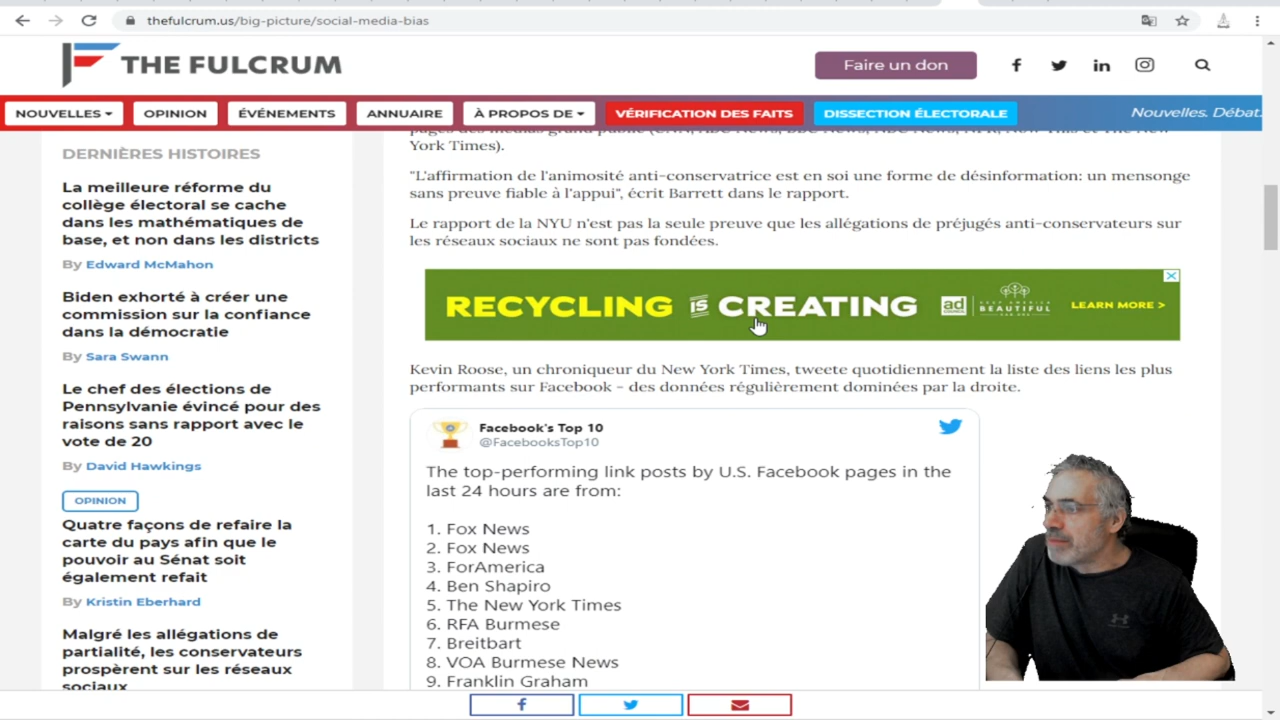 thefulcrum.us/big-picture/social-media-bias
THE FULCRUM
Faire un don
NOUVELLES
OPINION
ÉVÉNEMENTS
ANNUAIRE
À PROPOS DE
VÉRIFICATION DES FAITS
DISSECTION ÉLECTORALE
Nouvelles. Débat.
DERNIÈRES HISTOIRES
La meilleure réforme du
collège électoral se cache
dans les mathématiques de
base, et non dans les districts
By Edward McMahon
Biden exhorté à créer une
commission sur la confiance
dans la démocratie
By Sara Swann
Le chef des élections de
Pennsylvanie évincé pour des
raisons sans rapport avec le
vote de 20
By David Hawkings
OPINION
Quatre façons de refaire la
carte du pays afin que le
pouvoir au Sénat soit
également refait
By Kristin Eberhard
Malgré les allégations de
partialité, les conservateurs
prospèrent sur les réseaux
sociaux
York Times).
"L'affirmation de l'animosité anti-conservatrice est en soi une forme de désinformation: un mensonge
sans preuve fiable à l'appui", écrit Barrett dans le rapport.
Le rapport de la NYU n'est pas la seule preuve que les allégations de préjugés anti-conservateurs sur
les réseaux sociaux ne sont pas fondées.
RECYCLING IS CREATING
ad COUNCIL
BEAUTIFUL
LEARN MORE >
Kevin Roose, un chroniqueur du New York Times, tweete quotidiennement la liste des liens les plus
performants sur Facebook - des données régulièrement dominées par la droite.
Facebook's Top 10
@FacebooksTop10
The top-performing link posts by U.S. Facebook pages in the
last 24 hours are from:
1. Fox News
2. Fox News
3. ForAmerica
4. Ben Shapiro
5. The New York Times
6. RFA Burmese
7. Breitbart
8. VOA Burmese News
9. Franklin Graham